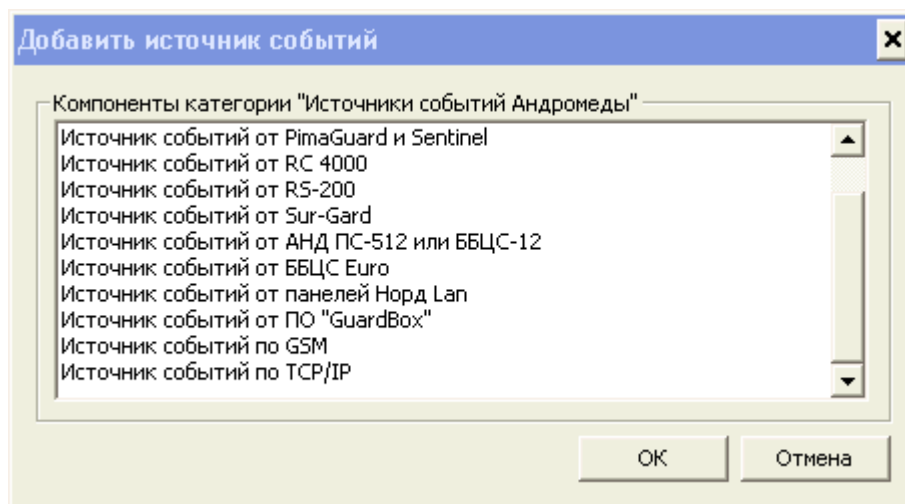 Добавить источник событий
Компоненты категории "Источники событий Андромеды"
Источник событий от PimaGuard и Sentinel
Источник событий от RC 4000
Источник событий от RS-200
Источник событий от Sur-Gard
Источник событий от АНД ПС-512 или ББЦС-12
Источник событий от ББЦС Euro
Источник событий от панелей Норд Lan
Источник событий от ПО "GuardBox"
Источник событий по GSM
Источник событий по TCP/IP
ОК
Отмена